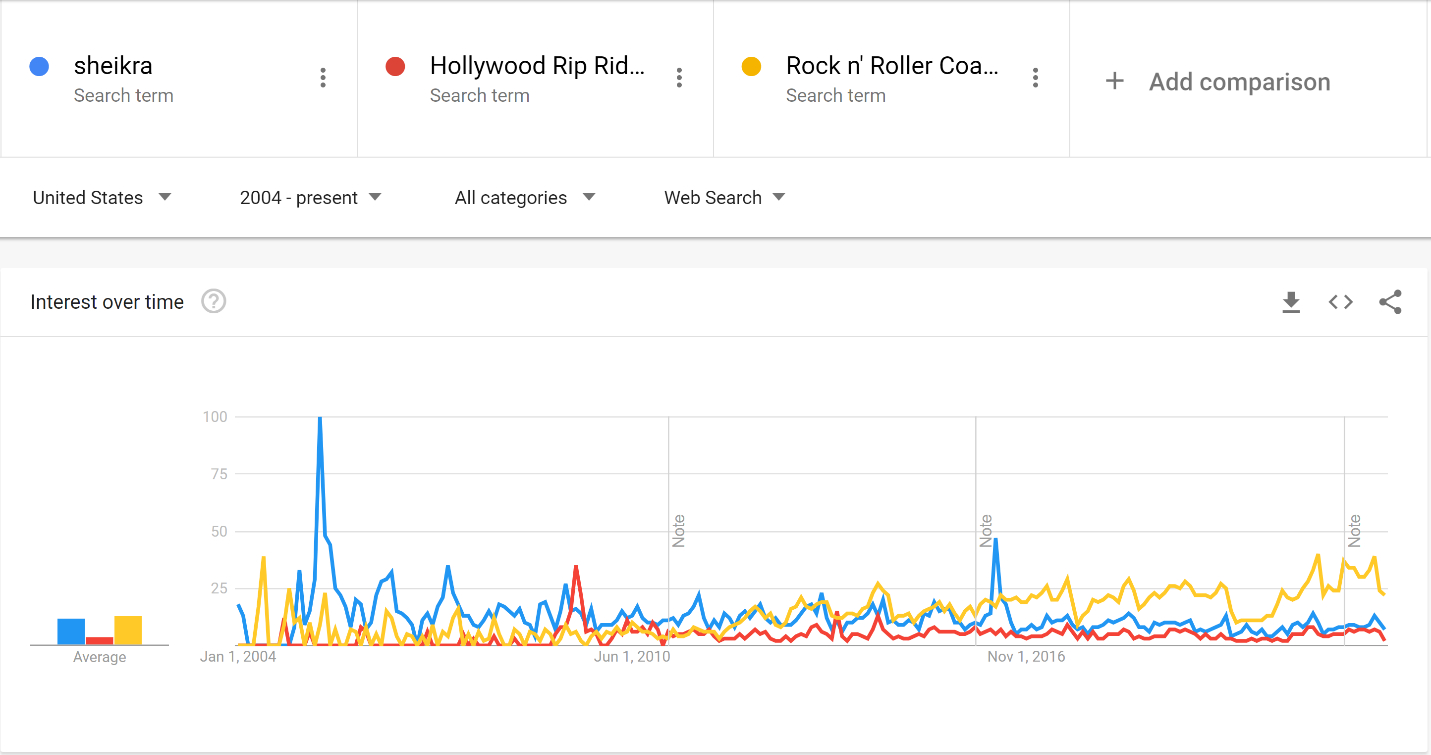 sheikra
Search term
Hollywood Rip Rid...
Search term
Rock n' Roller Coa...
Search term
+ Add comparison
United States
2004 - present
All categories
Web Search
Interest over time ?
100
75
50
25
Note
Note
Note
Average
Jan 1, 2004
Jun 1, 2010
Nov 1, 2016